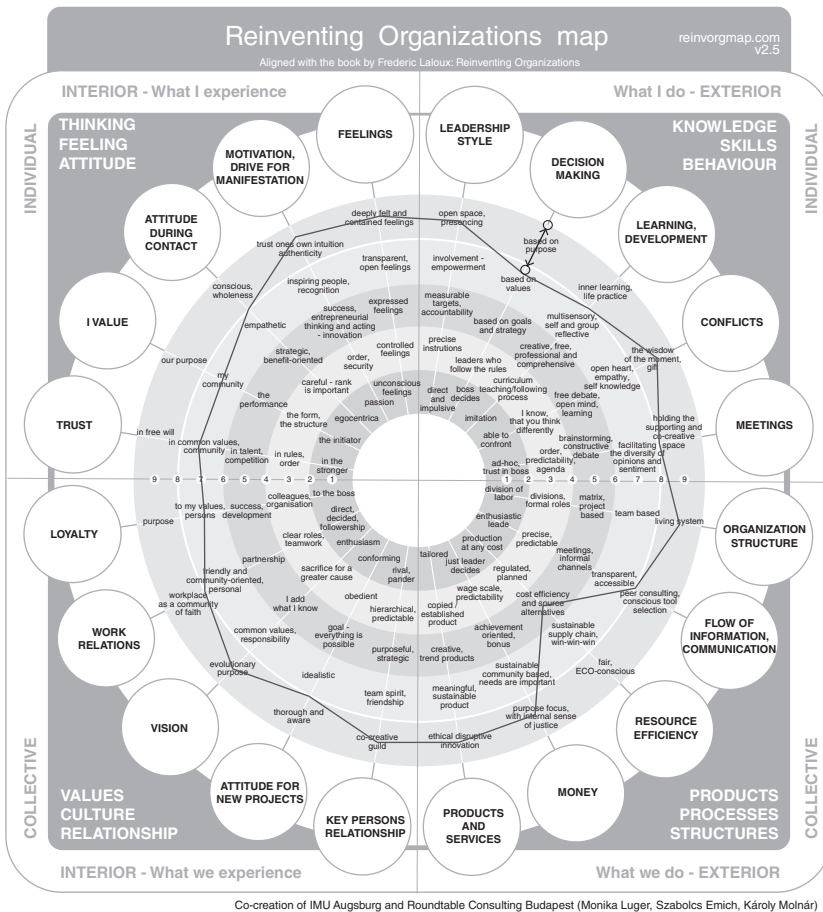 Reinventing Organizations map
reinvorgmap.com
v2.5
Aligned with the book by Frederic Laloux: Reinventing Organizations
INTERIOR - What I experience
What I do - EXTERIOR
INDIVIDUAL
INDIVIDUAL
THINKING
FEELING
ATTITUDE
KNOWLEDGE
SKILLS
BEHAVIOUR
FEELINGS
LEADERSHIP
STYLE
MOTIVATION,
DRIVE FOR
MANIFESTATION
DECISION
MAKING
ATTITUDE
DURING
CONTACT
LEARNING,
DEVELOPMENT
I VALUE
CONFLICTS
TRUST
MEETINGS
deeply felt and
contained feelings
transparent,
open feelings
expressed
feelings
controlled
feelings
unconscious
feelings
open space,
presencing
involvement -
empowerment
measurable
targets,
accountability
precise
instrutions
direct
and
impulsive
trust ones own intuition
authenticity
inspiring people,
recognition
success,
entrepreneurial
thinking and acting
- innovation
order,
security
passion
based on
purpose
based on
values
based on goals
and strategy
leaders who
follow the rules
boss
decides
conscious,
wholeness
empathetic
strategic,
benefit-oriented
careful - rank
is important
egocentrica
inner learning,
life practice
multisensory,
self and group
reflective
creative, free,
professional and
comprehensive
curriculum
teaching/following
process
imitation
our purpose
my
community
the
performance
the form,
the structure
the initiator
the wisdow
of the moment,
gift
open heart,
empathy,
self knowledge
free debate,
open mind,
learning
I know,
that you think
differently
able to
confront
in free will
in common values,
community
in talent,
competition
in rules,
order
in the
stronger
holding the
supporting and
co-creative
space
facilitating
the diversity of
opinions and
sentiment
brainstorming,
constructive
debate
order,
predictability,
agenda
ad-hoc,
trust in boss
9 8 7 6 5 4 3 2 1
1 2 3 4 5 6 7 8 9
purpose
to my values,
persons
success,
development
colleagues,
organisation
to the boss
division of
labor
divisions,
formal roles
matrix,
project
based
team based
living system
workplace
as a community
of faith
friendly and
community-oriented,
personal
partnership
clear roles,
teamwork
direct,
decided,
followership
enthusiastic
leade
precise,
predictable
meetings,
informal
channels
transparent,
accessible
peer consulting,
conscious tool
selection
evolutionary
purpose
common values,
responsibility
I add
what I know
sacrifice for a
greater cause
enthusiasm
production
at any cost
regulated,
planned
cost efficiency
and source
alternatives
sustainable
supply chain,
win-win-win
fair,
ECO-conscious
thorough and
aware
idealistic
goal -
everything is
possible
obedient
conforming
just leader
decides
wage scale,
predictability
achievement
oriented,
bonus
sustainable
community based,
needs are important
purpose focus,
with internal sense
of justice
co-creative
guild
team spirit,
friendship
purposeful,
strategic
hierarchical,
predictable
rival,
pander
tailored
copied /
established
product
creative,
trend products
meaningful,
sustainable
product
ethical disruptive
innovation
LOYALTY
ORGANIZATION
STRUCTURE
WORK
RELATIONS
FLOW OF
INFORMATION,
COMMUNICATION
VISION
RESOURCE
EFFICIENCY
ATTITUDE FOR
NEW PROJECTS
MONEY
KEY PERSONS
RELATIONSHIP
PRODUCTS
AND
SERVICES
COLLECTIVE
COLLECTIVE
VALUES
CULTURE
RELATIONSHIP
PRODUCTS
PROCESSES
STRUCTURES
INTERIOR - What we experience
What we do - EXTERIOR
Co-creation of IMU Augsburg and Roundtable Consulting Budapest (Monika Luger, Szabolcs Emich, Károly Molnár)